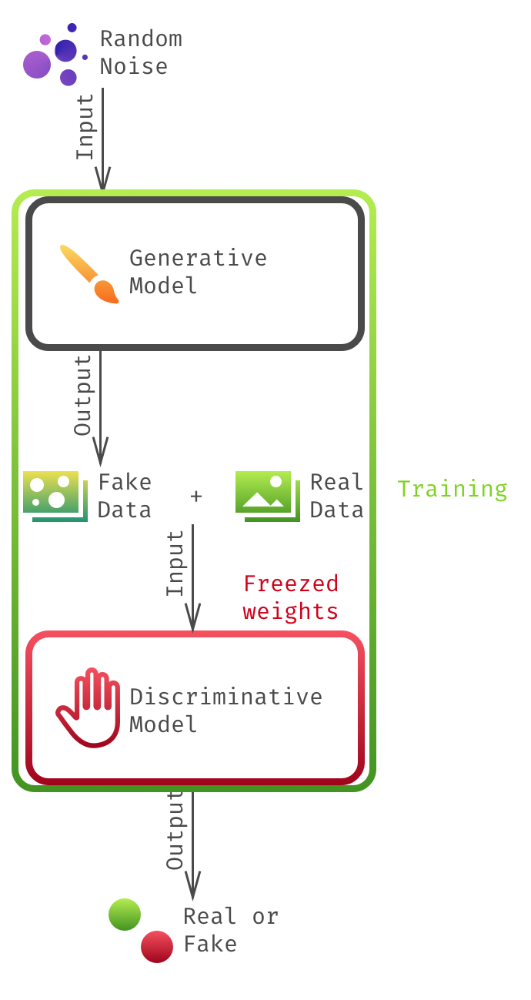 Random
Noise
Input
Generative
Model
Output
Fake
Data
+
Real
Data
Training
Input
Freezed
weights
Discriminative
Model
Output
Real or
Fake